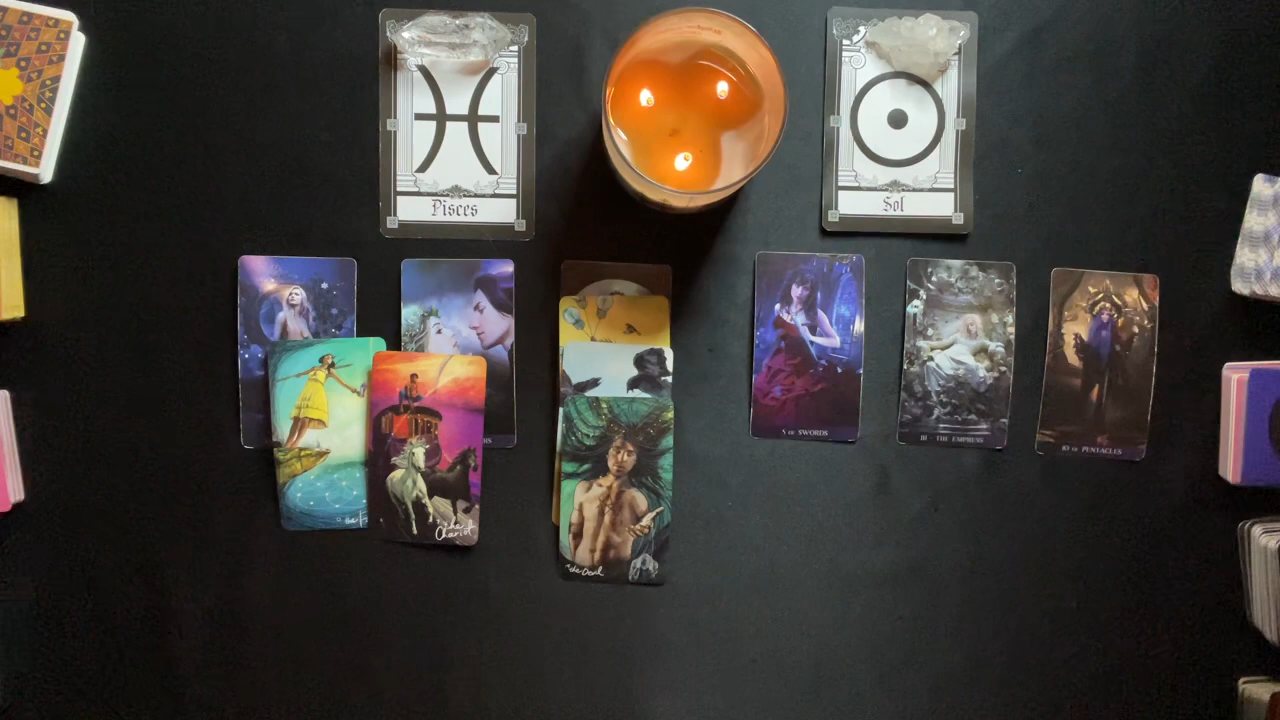 Pisces
Sol
5 OF SWORDS
III · THE EMPRESS
10 OF PENTACLES
the Chariot
the Devil